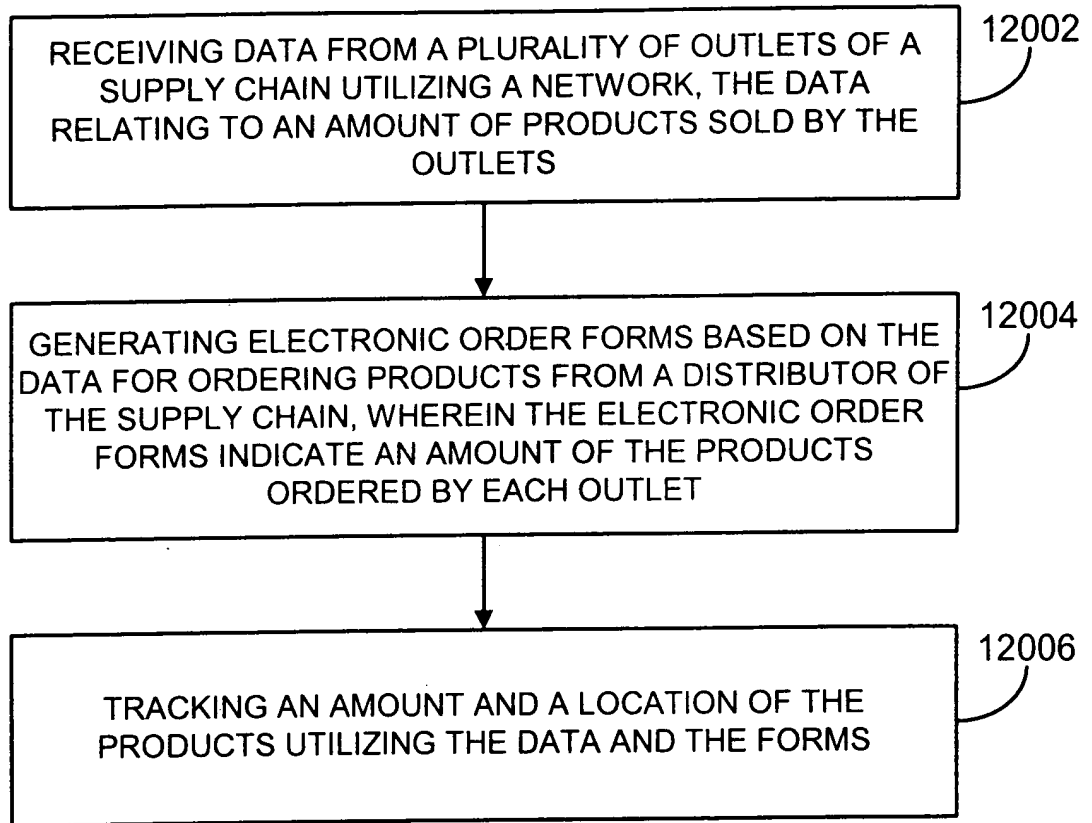 RECEIVING DATA FROM A PLURALITY OF OUTLETS OF A
SUPPLY CHAIN UTILIZING A NETWORK, THE DATA
RELATING TO AN AMOUNT OF PRODUCTS SOLD BY THE
OUTLETS
12002
GENERATING ELECTRONIC ORDER FORMS BASED ON THE
DATA FOR ORDERING PRODUCTS FROM A DISTRIBUTOR OF
THE SUPPLY CHAIN, WHEREIN THE ELECTRONIC ORDER
FORMS INDICATE AN AMOUNT OF THE PRODUCTS
ORDERED BY EACH OUTLET
12004
TRACKING AN AMOUNT AND A LOCATION OF THE
PRODUCTS UTILIZING THE DATA AND THE FORMS
12006